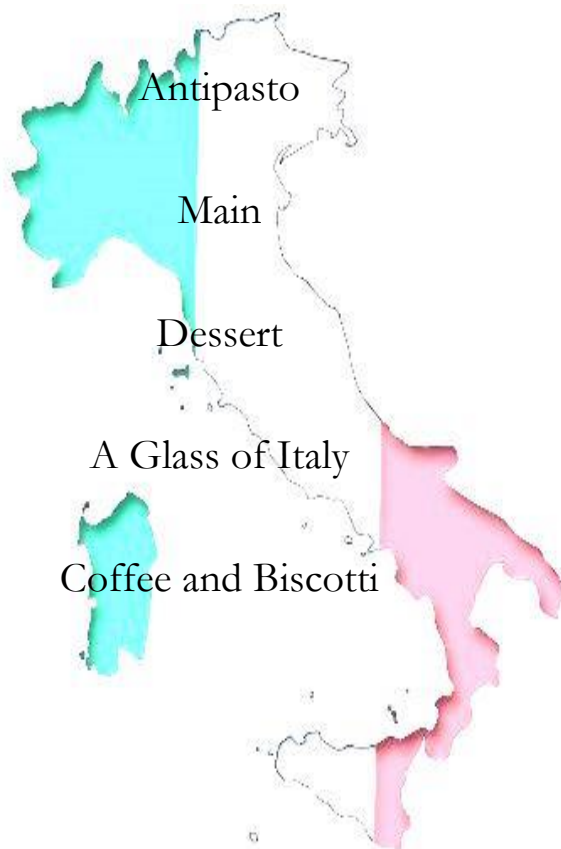 Antipasto
Main
Dessert
A Glass of Italy
Coffee and Biscotti